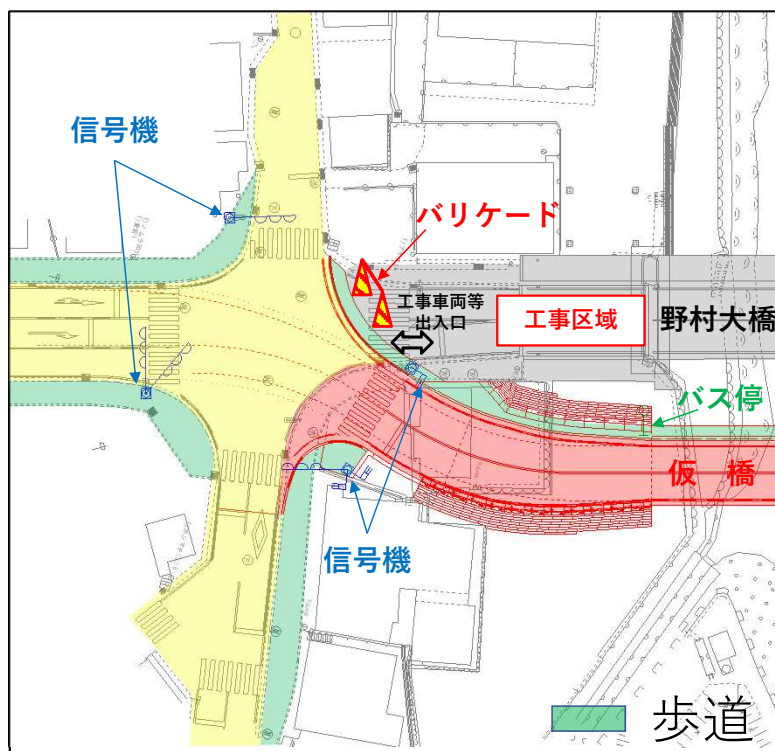 信号機
バリケード
工事車両等
出入口
工事区域
野村大橋
バス停
仮 橋
信号機
歩道